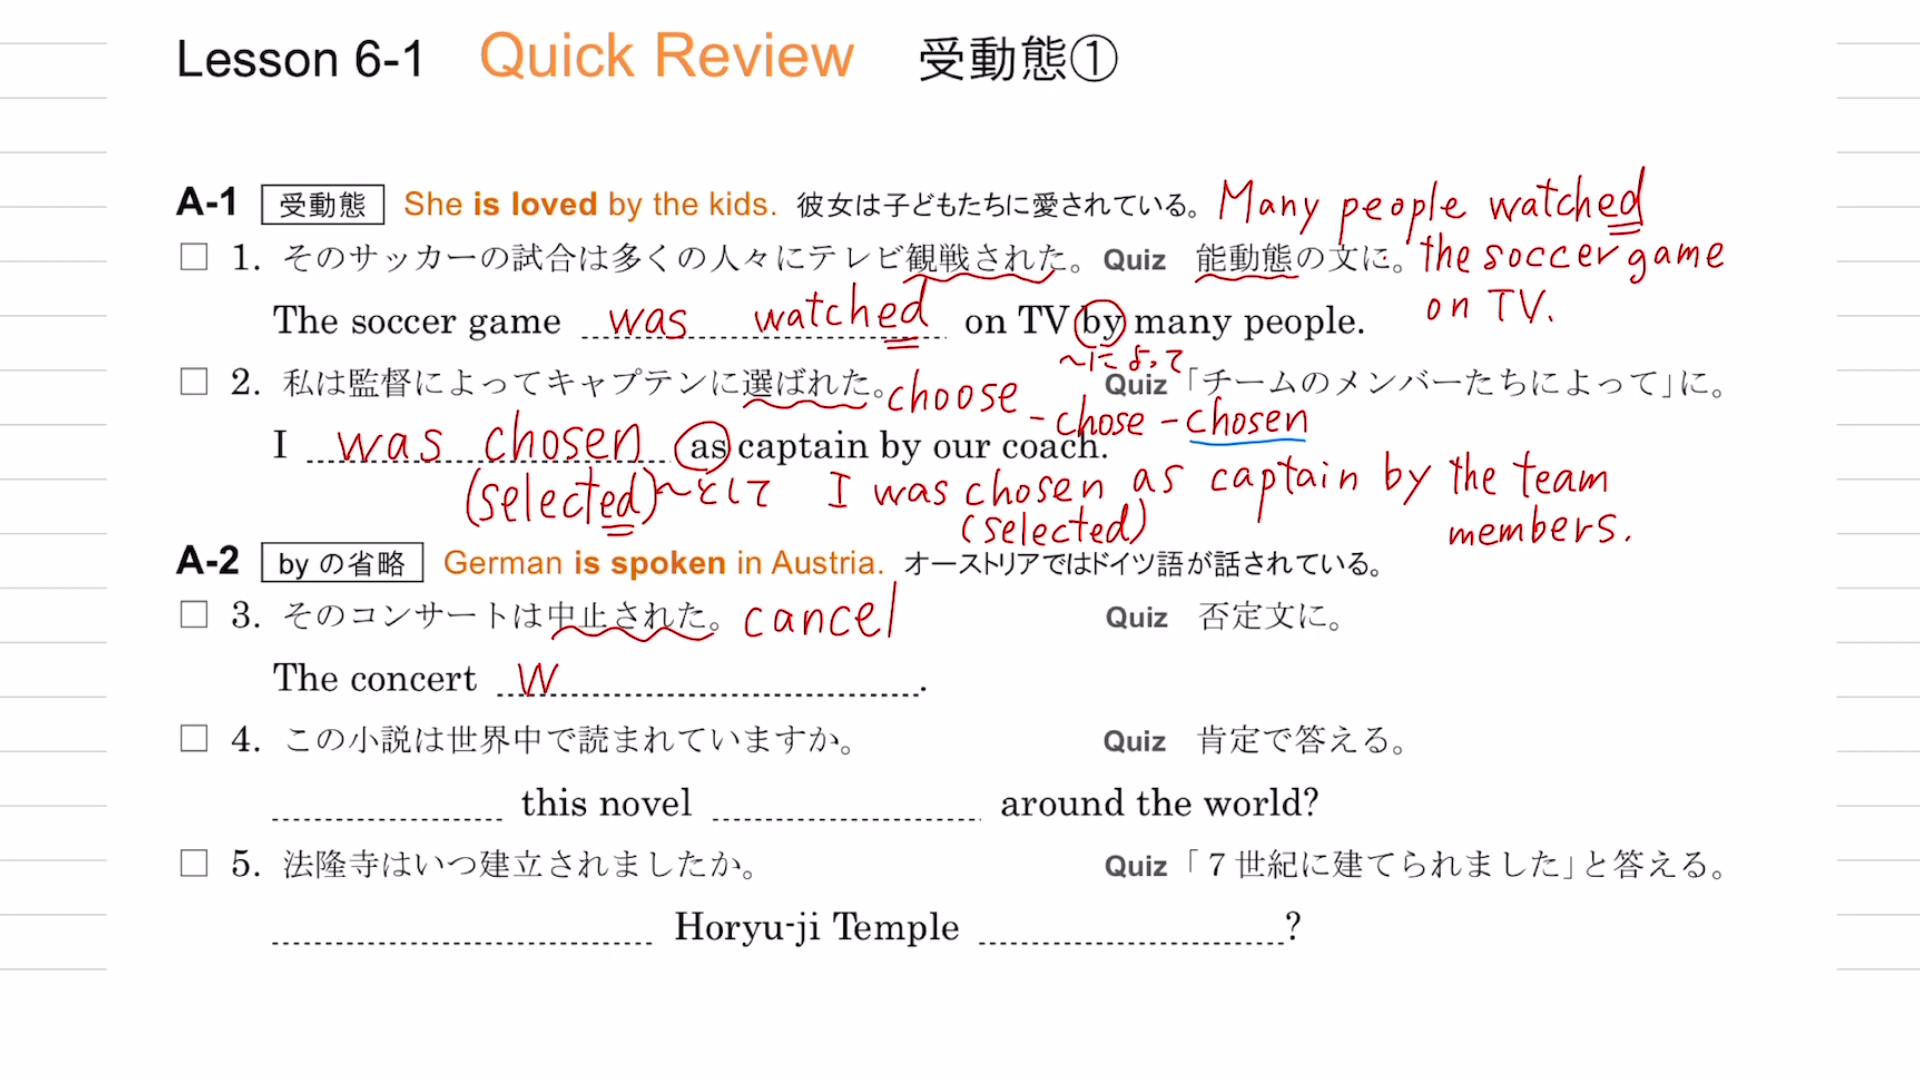 Lesson 6-1 Quick Review 受動態①
A-1 受動態 She is loved by the kids. 彼女は子どもたちに愛されている。 Many people watched
1. そのサッカーの試合は多くの人々にテレビ観戦された。 Quiz 能動態の文に。 the soccer game
on TV.
The soccer game was watched on TV by many people.
〜によって
2. 私は監督によってキャプテンに選ばれた。 choose Quiz 「チームのメンバーたちによって」に。
- chose - chosen
I was chosen as captain by our coach.
(selected) 〜として I was chosen as captain by the team
(selected) members.
A-2 by の省略 German is spoken in Austria. オーストリアではドイツ語が話されている。
3. そのコンサートは中止された。 cancel Quiz 否定文に。
The concert W .
4. この小説は世界中で読まれていますか。 Quiz 肯定で答える。
this novel around the world?
5. 法隆寺はいつ建立されましたか。 Quiz 「7世紀に建てられました」と答える。
Horyu-ji Temple ?